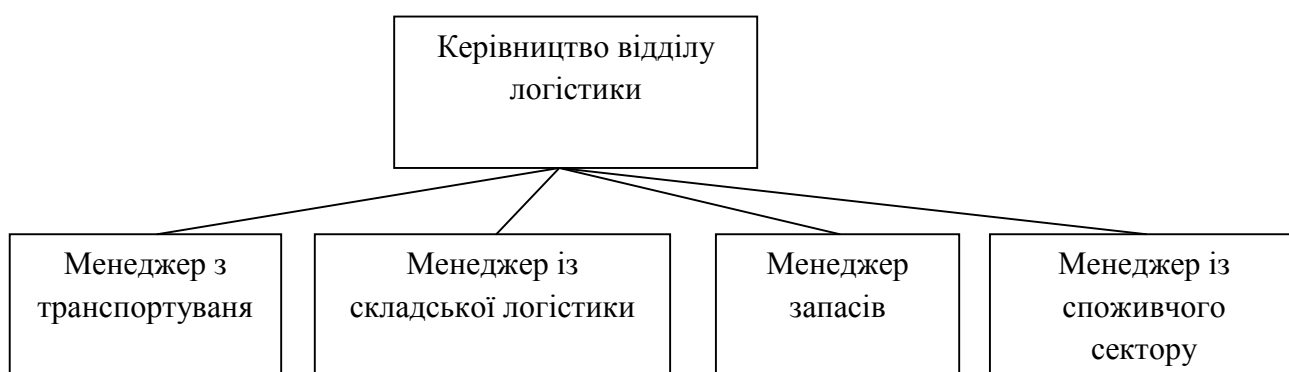 Керівництво відділу
логістики
Менеджер з
транспортуваня
Менеджер із
складської логістики
Менеджер
запасів
Менеджер із
споживчого
сектору